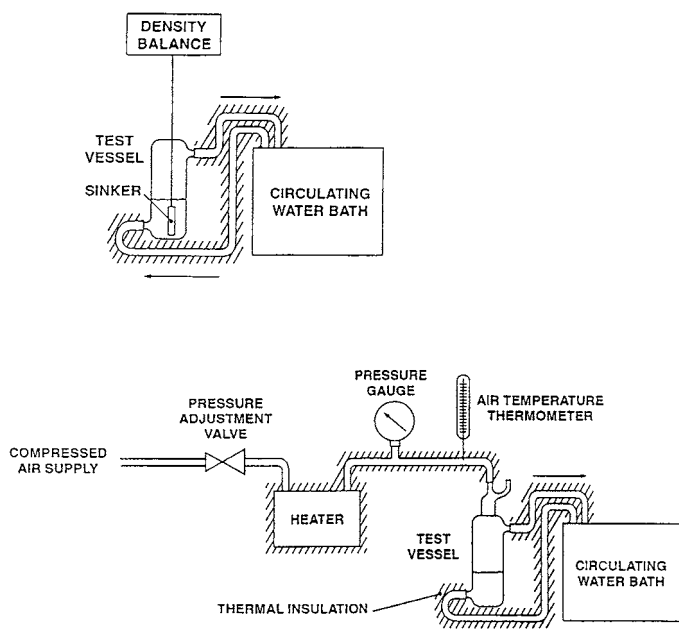 DENSITY
BALANCE
TEST
VESSEL
SINKER
CIRCULATING
WATER BATH
PRESSURE
GAUGE
AIR TEMPERATURE
THERMOMETER
PRESSURE
ADJUSTMENT
VALVE
COMPRESSED
AIR SUPPLY
HEATER
TEST
VESSEL
CIRCULATING
WATER BATH
THERMAL INSULATION